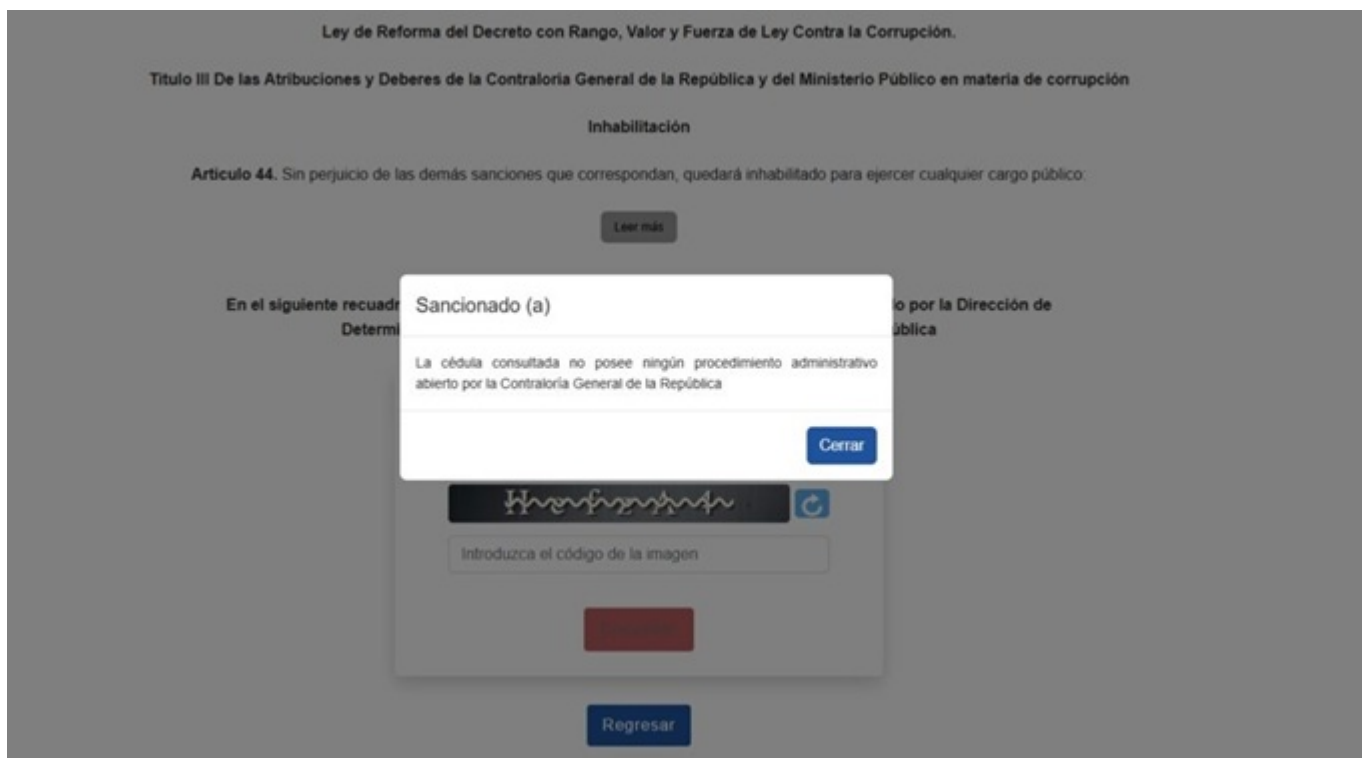 Ley de Reforma del Decreto con Rango, Valor y Fuerza de Ley Contra la Corrupción.
Título III De las Atribuciones y Deberes de la Contraloría General de la República y del Ministerio Público en materia de corrupción
Inhabilitación
Artículo 44. Sin perjuicio de las demás sanciones que correspondan, quedará inhabilitado para ejercer cualquier cargo público:
Leer más
En el siguiente recuadr
o por la Dirección de
Determi
ública
Sancionado (a)
La cédula consultada no posee ningún procedimiento administrativo
abierto por la Contraloría General de la República
Cerrar
Introduzca el código de la imagen
Regresar